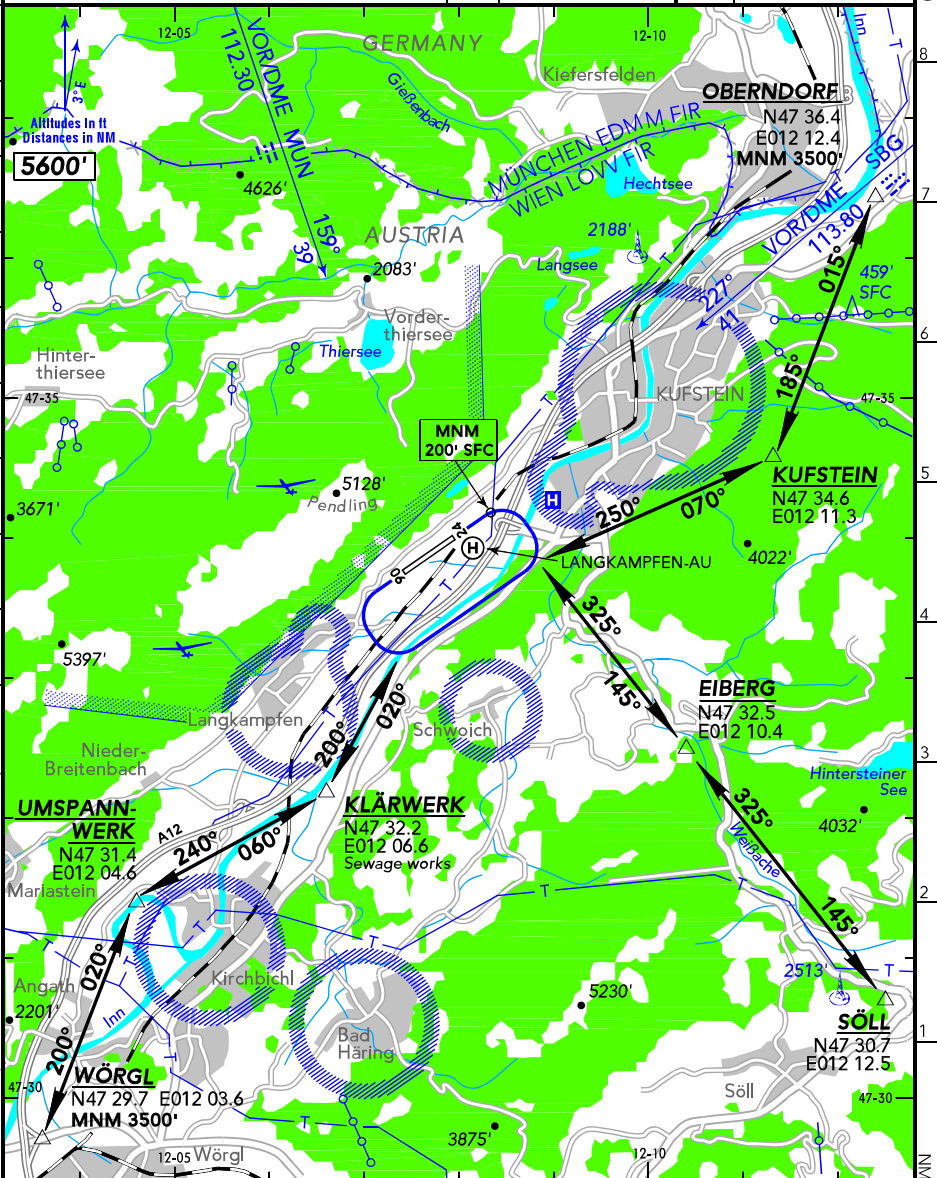 12-05
12-10
Inn
8
GERMANY
VOR/DME MUN
112.30
Kiefersfelden
3°E
Gießenbach
OBERNDORF
N47 36.4
E012 12.4
MNM 3500'
Altitudes in ft
Distances in NM
5600'
MÜNCHEN EDMM FIR
WIEN LOVV FIR
T
SBG
VOR/DME
113.80
4626'
Hechtsee
7
159°
39
AUSTRIA
2188'
T
Langsee
2083'
015°
459'
SFC
227°
41
Vorder-
thiersee
Thiersee
6
Hinter-
thiersee
185°
47-35
KUFSTEIN
47-35
T
MNM
200' SFC
5
KUFSTEIN
N47 34.6
E012 11.3
5128'
Pendling
3671'
H
250°
070°
24
H
06
LANGKAMPFEN-AU
4022'
T
4
325°
145°
5397'
EIBERG
N47 32.5
E012 10.4
020°
200°
T
Langkampfen
Schwoich
3
Nieder-
Breitenbach
Hintersteiner
See
UMSPANN-
WERK
N47 31.4
E012 04.6
KLÄRWERK
N47 32.2
E012 06.6
Sewage works
325°
4032'
A12
240°
060°
Weißache
Mariastein
T
T
2
145°
T
T
T
T
020°
2513'
T
Angath
Kirchbichl
5230'
2201'
Inn
SÖLL
N47 30.7
E012 12.5
1
Bad
Häring
200°
T
WÖRGL
N47 29.7 E012 03.6
MNM 3500'
47-30
Söll
47-30
T
3875'
T
12-05
Wörgl
12-10
NM